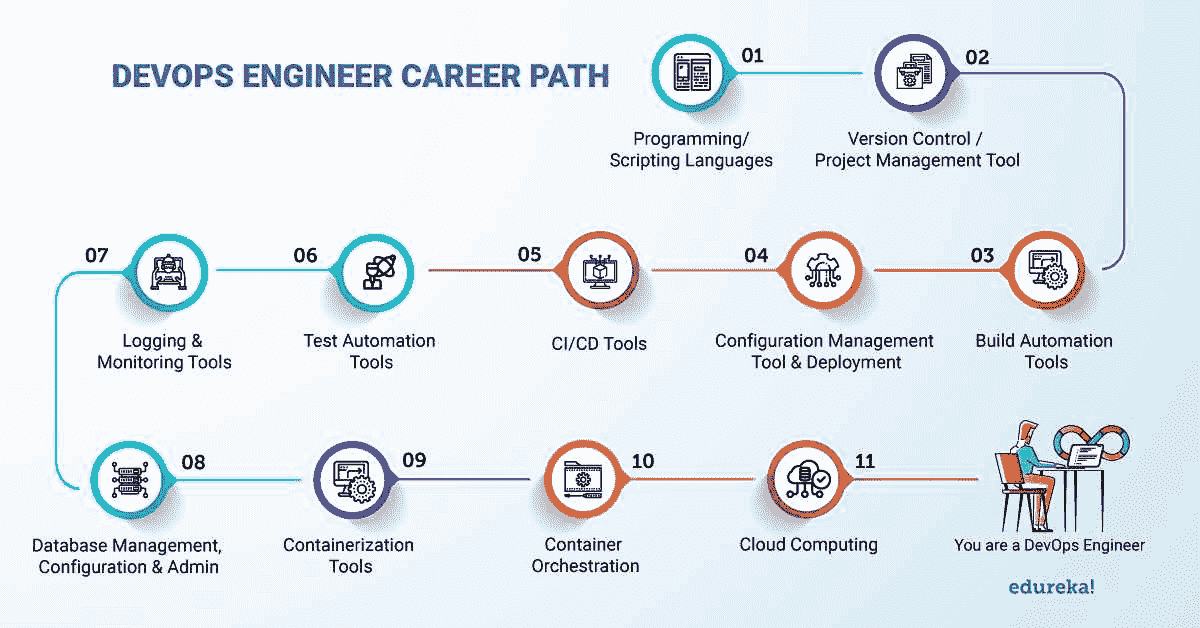 DEVOPS ENGINEER CAREER PATH
01
Programming/
Scripting Languages
02
Version Control /
Project Management Tool
03
Build Automation
Tools
04
Configuration Management
Tool & Deployment
05
CI/CD Tools
06
Test Automation
Tools
07
Logging &
Monitoring Tools
08
Database Management,
Configuration & Admin
09
Containerization
Tools
10
Container
Orchestration
11
Cloud Computing
You are a DevOps Engineer
edureka!